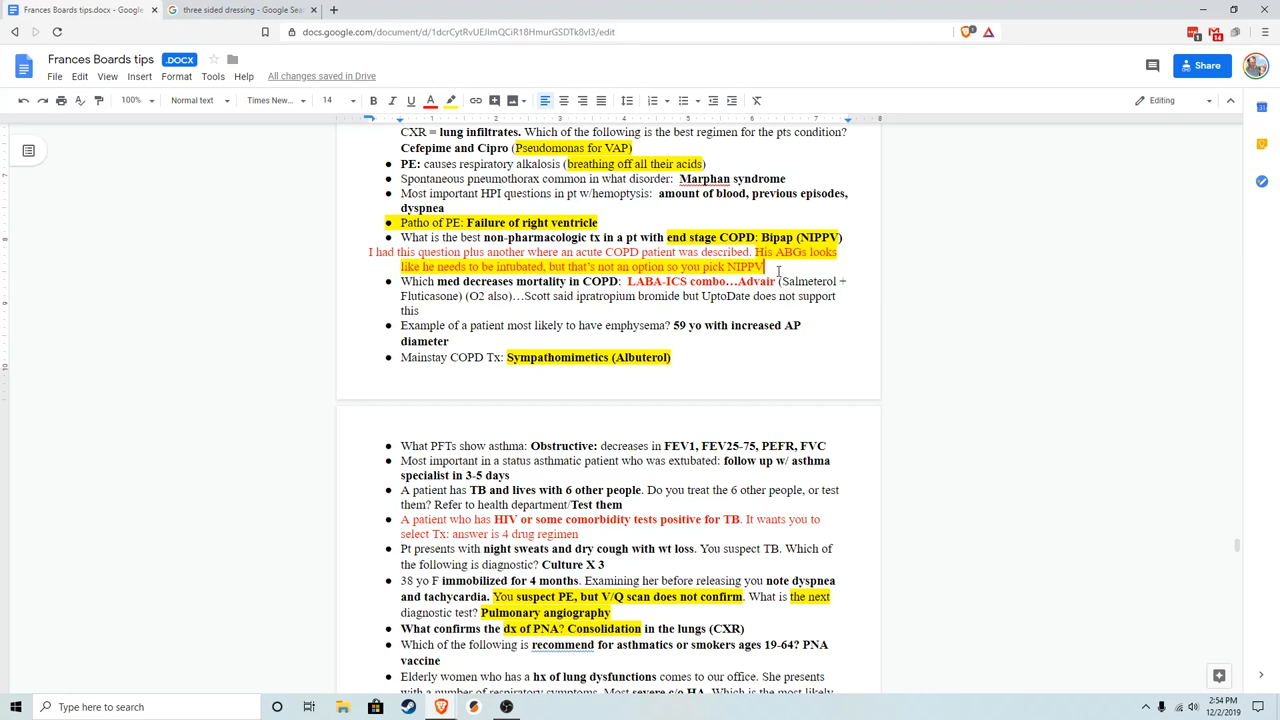 Frances Boards tips.docx - Google
three sided dressing - Google Sea
docs.google.com/document/d/1dcrCytRvUEJlmQCiR18HmurGSDTk8vl3/edit
Frances Boards tips .DOCX
File Edit View Insert Format Tools Help All changes saved in Drive
Share
100% Normal text Times New... 14 Editing
CXR = lung infiltrates. Which of the following is the best regimen for the pts condition?
Cefepime and Cipro (Pseudomonas for VAP)
● PE: causes respiratory alkalosis (breathing off all their acids)
● Spontaneous pneumothorax common in what disorder: Marphan syndrome
● Most important HPI questions in pt w/hemoptysis: amount of blood, previous episodes,
dyspnea
● Patho of PE: Failure of right ventricle
● What is the best non-pharmacologic tx in a pt with end stage COPD: Bipap (NIPPV)
I had this question plus another where an acute COPD patient was described. His ABGs looks
like he needs to be intubated, but that's not an option so you pick NIPPV
● Which med decreases mortality in COPD: LABA-ICS combo…Advair (Salmeterol +
Fluticasone) (O2 also)…Scott said ipratropium bromide but UptoDate does not support
this
● Example of a patient most likely to have emphysema? 59 yo with increased AP
diameter
● Mainstay COPD Tx: Sympathomimetics (Albuterol)
● What PFTs show asthma: Obstructive: decreases in FEV1, FEV25-75, PEFR, FVC
● Most important in a status asthmatic patient who was extubated: follow up w/ asthma
specialist in 3-5 days
● A patient has TB and lives with 6 other people. Do you treat the 6 other people, or test
them? Refer to health department/Test them
● A patient who has HIV or some comorbidity tests positive for TB. It wants you to
select Tx: answer is 4 drug regimen
● Pt presents with night sweats and dry cough with wt loss. You suspect TB. Which of
the following is diagnostic? Culture X 3
● 38 yo F immobilized for 4 months. Examining her before releasing you note dyspnea
and tachycardia. You suspect PE, but V/Q scan does not confirm. What is the next
diagnostic test? Pulmonary angiography
● What confirms the dx of PNA? Consolidation in the lungs (CXR)
● Which of the following is recommend for asthmatics or smokers ages 19-64? PNA
vaccine
● Elderly women who has a hx of lung dysfunctions comes to our office. She presents
with a number of respiratory symptoms. Most severe c/o HA. Which is the most likely
Type here to search
2:54 PM
12/2/2019